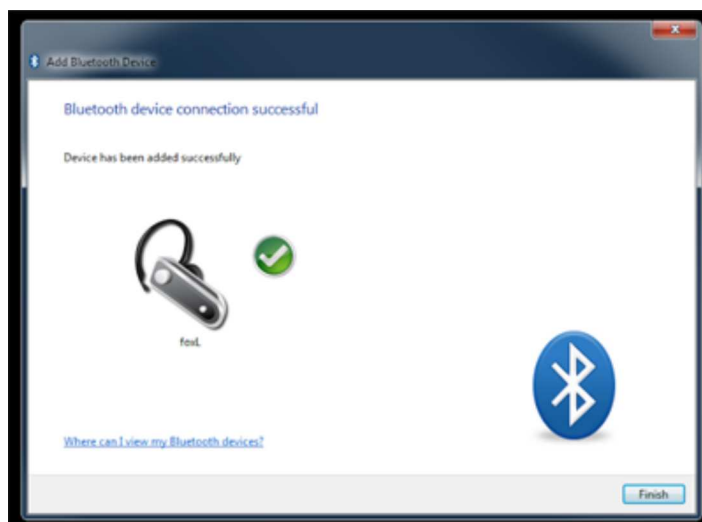 Add Bluetooth Device
Bluetooth device connection successful
Device has been added successfully
foxL
Where can I view my Bluetooth devices?
Finish